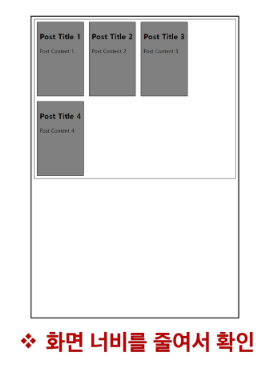 Post Title 1 Post Title 2 Post Title 3
Post Content 1 Post Content 2 Post Content 3
Post Title 4
Post Content 4
❖ 화면 너비를 줄여서 확인